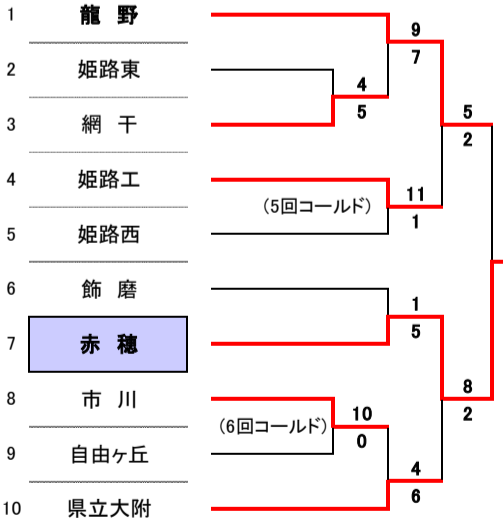 1 龍 野
9
7
2 姫路東
4
5
3 網 干
5
2
4 姫路工
(5回コールド)
11
1
5 姫路西
6 飾 磨
1
5
7 赤 穂
8
2
8 市 川
(6回コールド)
10
0
9 自由ヶ丘
4
6
10 県立大附